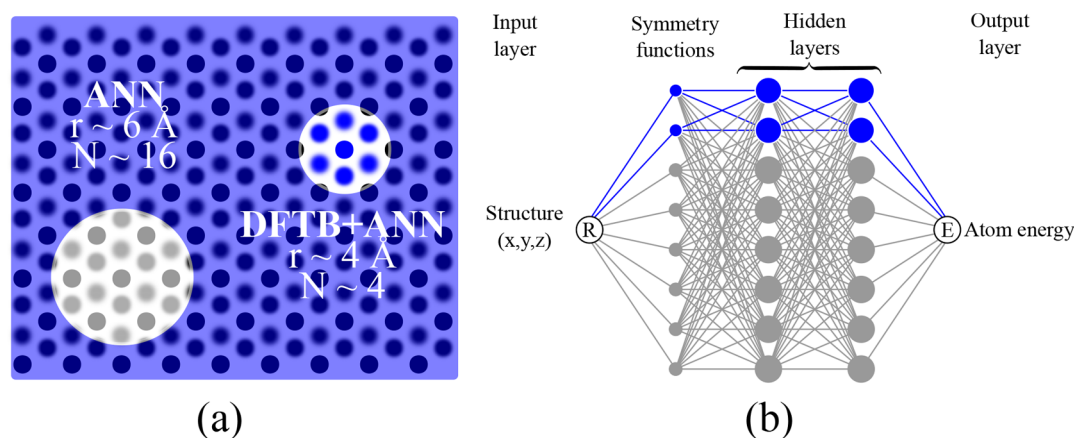 ANN
r ~ 6 Å
N ~ 16
DFTB+ANN
r ~ 4 Å
N ~ 4
(a)
Input
layer
Symmetry
functions
Hidden
layers
Output
layer
Structure
(x,y,z)
R
E
Atom energy
(b)